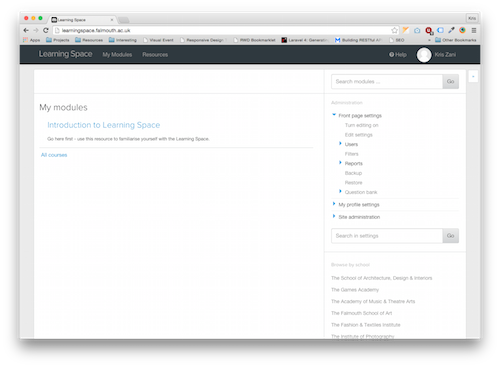 Learning Space
Kris
learningspace.falmouth.ac.uk
Apps Projects Resources Interesting Visual Event Responsive Design RWD Bookmarklet Laravel 4: Generatin Building RESTful AP SEO Other Bookmarks
Learning Space My Modules Resources Help Kris Zani
Search modules ... Go
Administration
My modules
Front page settings
Introduction to Learning Space
Turn editing on
Edit settings
Go here first - use this resource to familiarise yourself with the Learning Space.
Users
All courses
Filters
Reports
Backup
Restore
Question bank
My profile settings
Site administration
Search in settings Go
Browse by school
The School of Architecture, Design & Interiors
The Games Academy
The Academy of Music & Theatre Arts
The Falmouth School of Art
The Fashion & Textiles Institute
The Institute of Photography